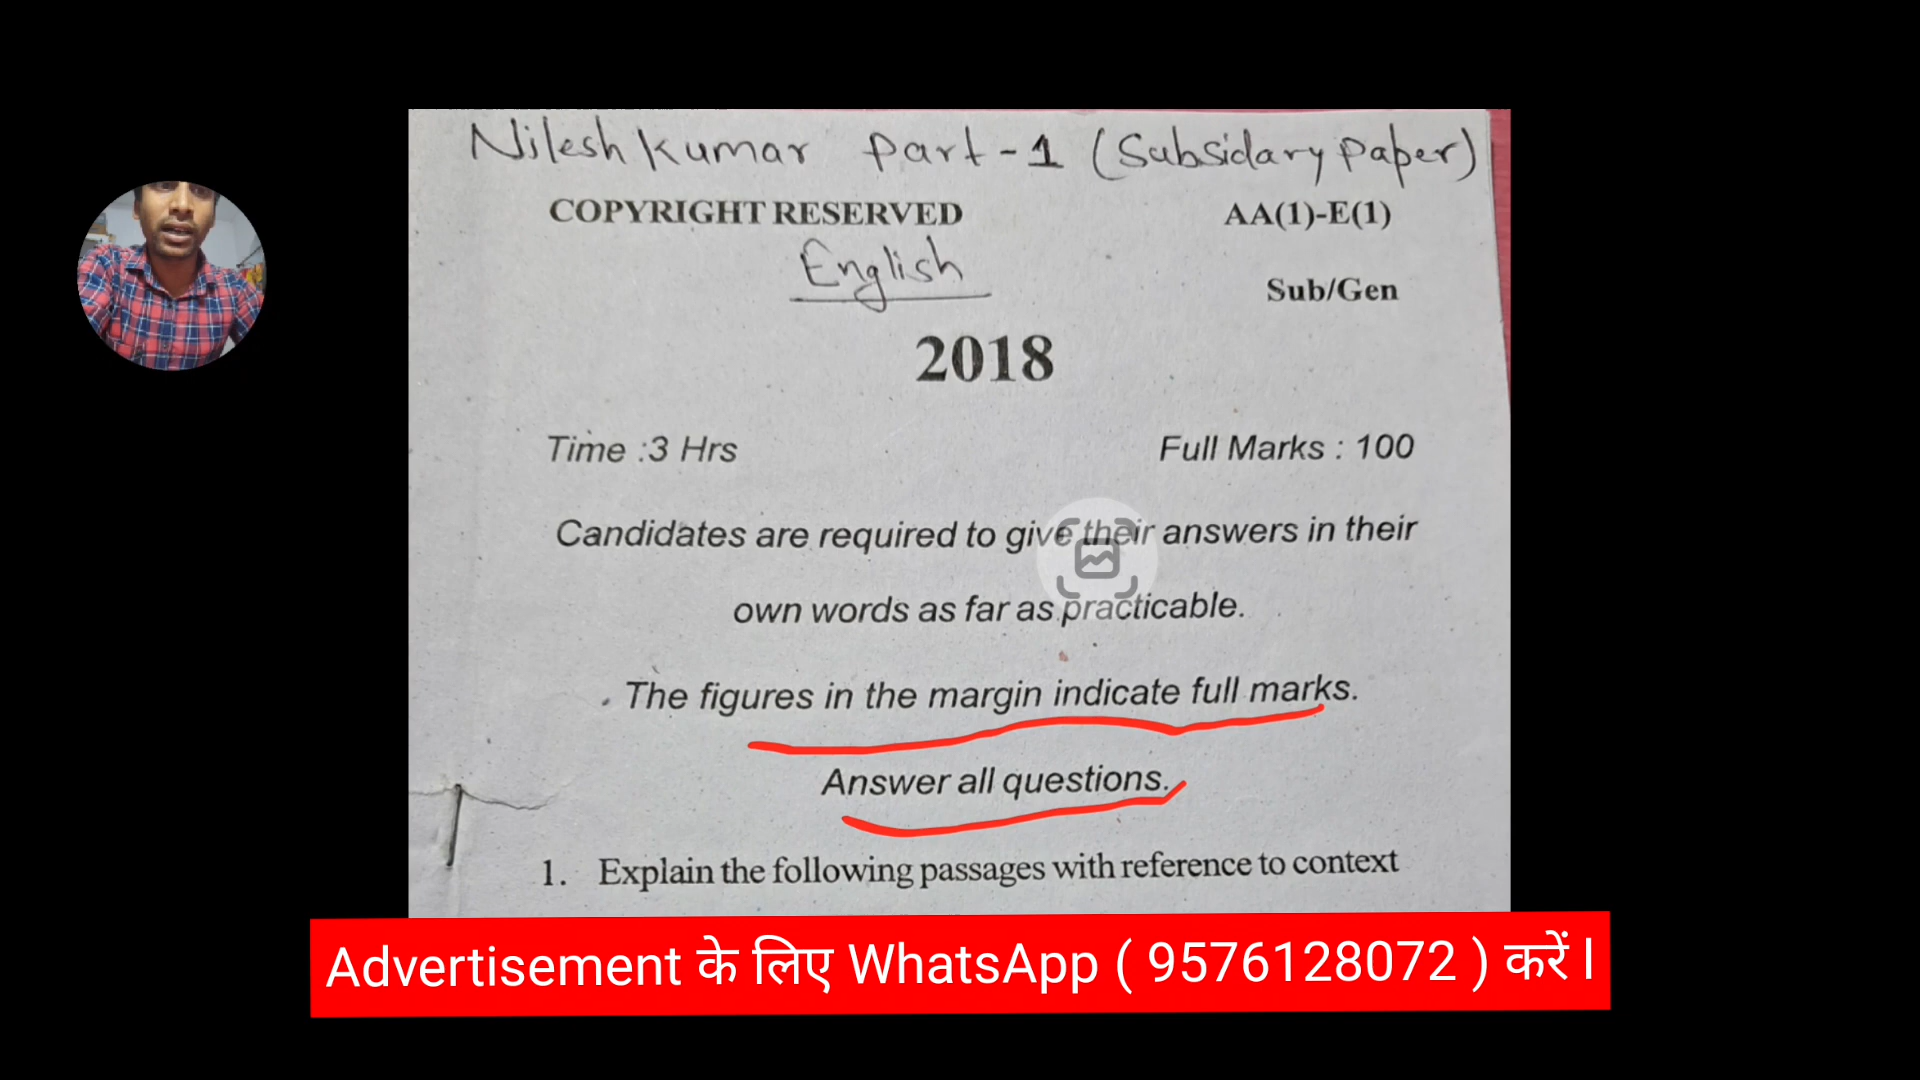 Nilesh Kumar Part-1 (Subsidary Paper)
COPYRIGHT RESERVED AA(1)-E(1)
English
Sub/Gen
2018
Time :3 Hrs Full Marks : 100
Candidates are required to give their answers in their
own words as far as practicable.
The figures in the margin indicate full marks.
Answer all questions.
1. Explain the following passages with reference to context
Advertisement के लिए WhatsApp ( 9576128072 ) करें l